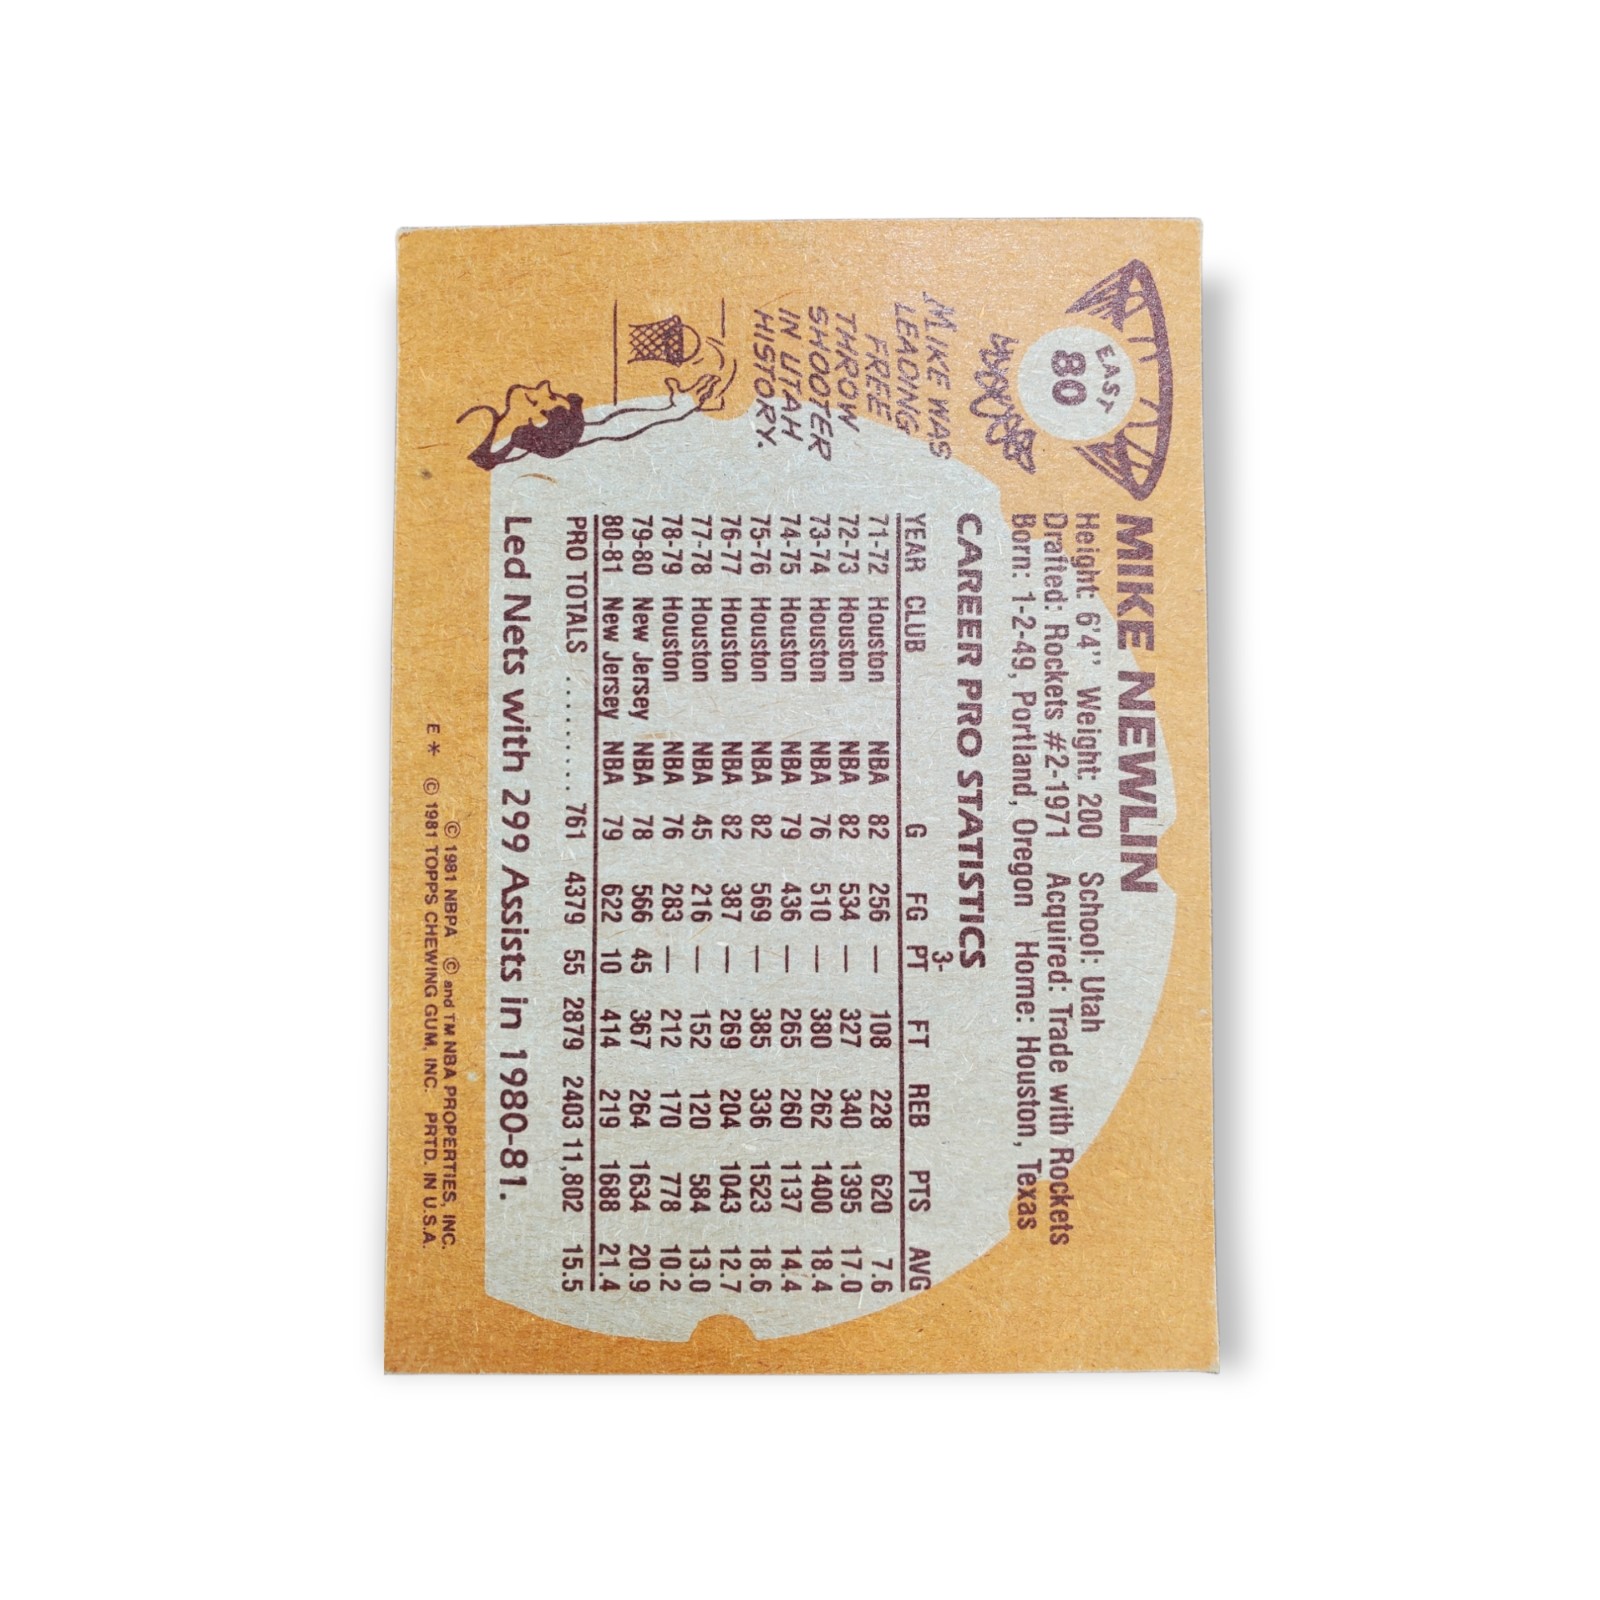 EAST
80
MIKE NEWLIN
Height: 6'4" Weight: 200 School: Utah
Drafted: Rockets #2-1971 Acquired: Trade with Rockets
Born: 1-2-49, Portland, Oregon Home: Houston, Texas
MIKE WAS
LEADING
FREE
THROW
SHOOTER
IN UTAH
HISTORY.
CAREER PRO STATISTICS
YEAR CLUB G FG 3-PT FT REB PTS AVG
71-72 Houston NBA 82 256 — 108 228 620 7.6
72-73 Houston NBA 82 534 — 327 340 1395 17.0
73-74 Houston NBA 76 510 — 380 262 1400 18.4
74-75 Houston NBA 79 436 — 265 260 1137 14.4
75-76 Houston NBA 82 569 — 385 336 1523 18.6
76-77 Houston NBA 82 387 — 269 204 1043 12.7
77-78 Houston NBA 45 216 — 152 120 584 13.0
78-79 Houston NBA 76 283 — 212 170 778 10.2
79-80 New Jersey NBA 78 566 45 367 264 1634 20.9
80-81 New Jersey NBA 79 622 10 414 219 1688 21.4
PRO TOTALS .......... 761 4379 55 2879 2403 11,802 15.5
Led Nets with 299 Assists in 1980-81.
© 1981 NBPA © and TM NBA PROPERTIES, INC.
E * © 1981 TOPPS CHEWING GUM, INC. PRTD. IN U.S.A.